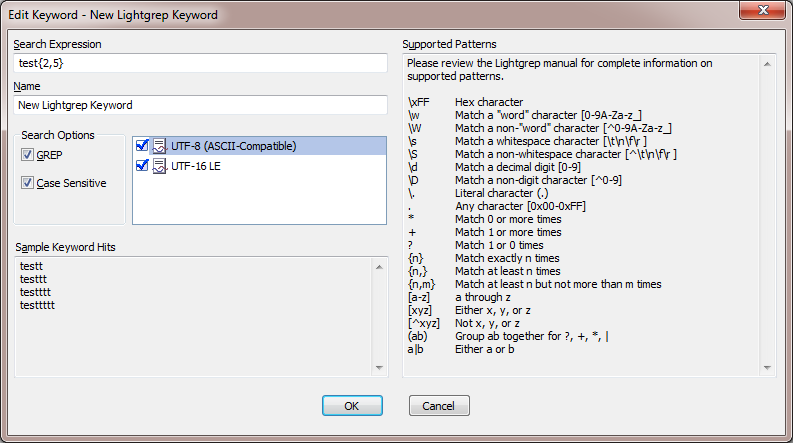 Edit Keyword - New Lightgrep Keyword
Search Expression
test{2,5}
Name
New Lightgrep Keyword
Search Options
GREP
Case Sensitive
UTF-8 (ASCII-Compatible)
UTF-16 LE
Sample Keyword Hits
testt
testtt
testttt
testtttt
Supported Patterns
Please review the Lightgrep manual for complete information on
supported patterns.
\xFF Hex character
\w Match a "word" character [0-9A-Za-z_]
\W Match a non-"word" character [^0-9A-Za-z_]
\s Match a whitespace character [\t\n\f\r ]
\S Match a non-whitespace character [^\t\n\f\r ]
\d Match a decimal digit [0-9]
\D Match a non-digit character [^0-9]
\. Literal character (.)
. Any character [0x00-0xFF]
* Match 0 or more times
+ Match 1 or more times
? Match 1 or 0 times
{n} Match exactly n times
{n,} Match at least n times
{n,m} Match at least n but not more than m times
[a-z] a through z
[xyz] Either x, y, or z
[^xyz] Not x, y, or z
(ab) Group ab together for ?, +, *, |
a|b Either a or b
OK
Cancel